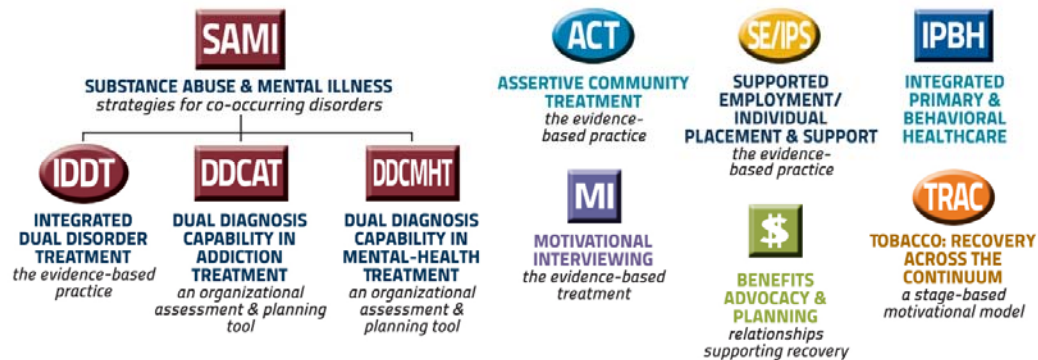 SAMI
SUBSTANCE ABUSE & MENTAL ILLNESS
strategies for co-occurring disorders
IDDT
INTEGRATED
DUAL DISORDER
TREATMENT
the evidence-based
practice
DDCAT
DUAL DIAGNOSIS
CAPABILITY IN
ADDICTION
TREATMENT
an organizational
assessment & planning
tool
DDCMHT
DUAL DIAGNOSIS
CAPABILITY IN
MENTAL-HEALTH
TREATMENT
an organizational
assessment &
planning tool
ACT
ASSERTIVE COMMUNITY
TREATMENT
the evidence-
based practice
SE/IPS
SUPPORTED
EMPLOYMENT/
INDIVIDUAL
PLACEMENT & SUPPORT
the evidence-
based practice
IPBH
INTEGRATED
PRIMARY &
BEHAVIORAL
HEALTHCARE
MI
MOTIVATIONAL
INTERVIEWING
the evidence-based
treatment
$
BENEFITS
ADVOCACY &
PLANNING
relationships
supporting recovery
TRAC
TOBACCO: RECOVERY
ACROSS THE
CONTINUUM
a stage-based
motivational model